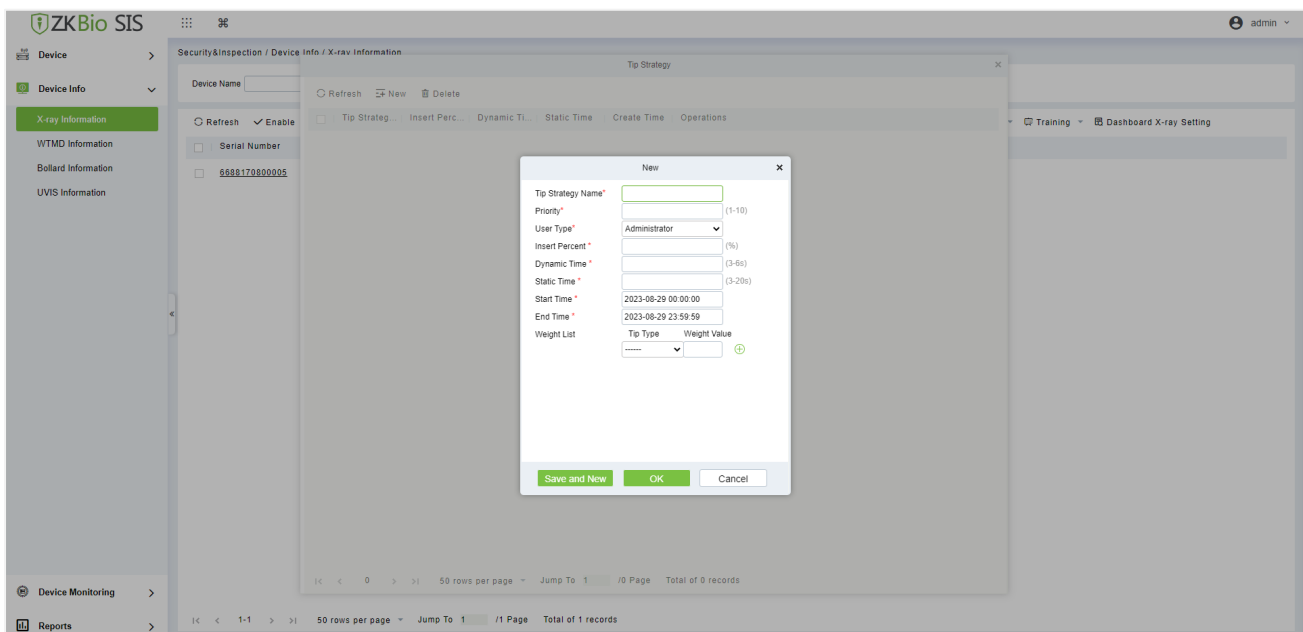 ZKBio SIS
admin
Device
Device Info
X-ray Information
WTMD Information
Bollard Information
UVIS Information
Device Monitoring
Reports
Security&Inspection / Device Info / X-ray Information
Device Name
Refresh Enable
Training Dashboard X-ray Setting
Serial Number
6688170800005
Tip Strategy
Refresh New Delete
Tip Strateg... Insert Perc... Dynamic Ti... Static Time Create Time Operations
New
Tip Strategy Name*
Priority* (1-10)
User Type* Administrator
Insert Percent * (%)
Dynamic Time * (3-6s)
Static Time * (3-20s)
Start Time * 2023-08-29 00:00:00
End Time * 2023-08-29 23:59:59
Weight List Tip Type Weight Value
------
Save and New OK Cancel
0 50 rows per page Jump To 1 /0 Page Total of 0 records
1-1 50 rows per page Jump To 1 /1 Page Total of 1 records